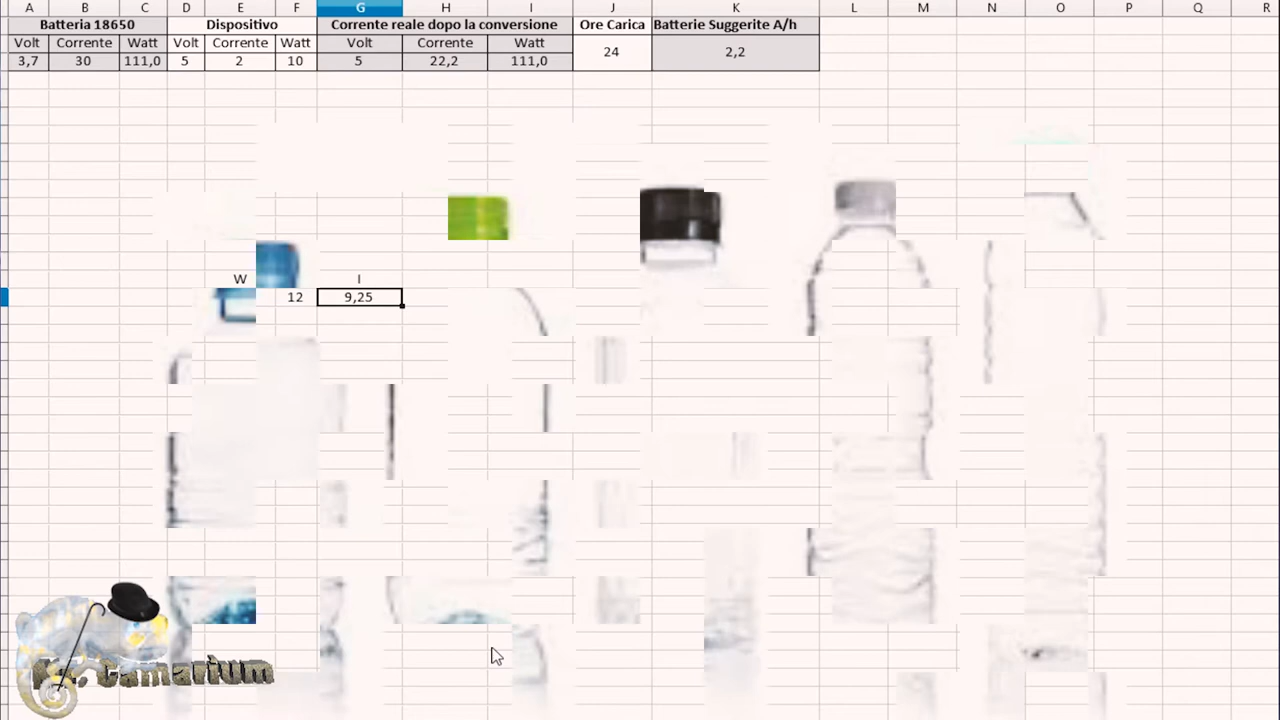 A B C D E F G H I J K L M N O P Q R
Batteria 18650 Dispositivo Corrente reale dopo la conversione Ore Carica Batterie Suggerite A/h
Volt Corrente Watt Volt Corrente Watt Volt Corrente Watt 24 2,2
3,7 30 111,0 5 2 10 5 22,2 111,0
W I
12 9,25
Mr. Camarium